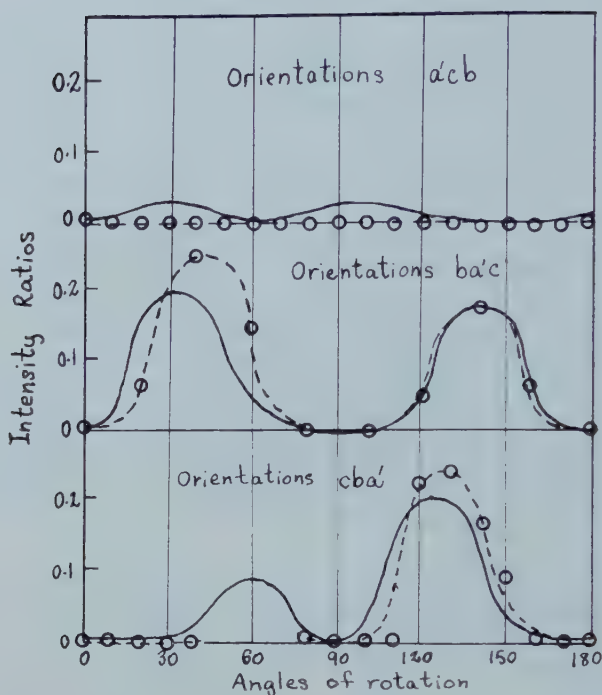 0.2
Orientations a'cb
0.1
0
Intensity Ratios
Orientations ba'c
0.2
0.1
0
Orientations cba'
0.2
0.1
0
0 30 60 90 120 150 180
Angles of rotation